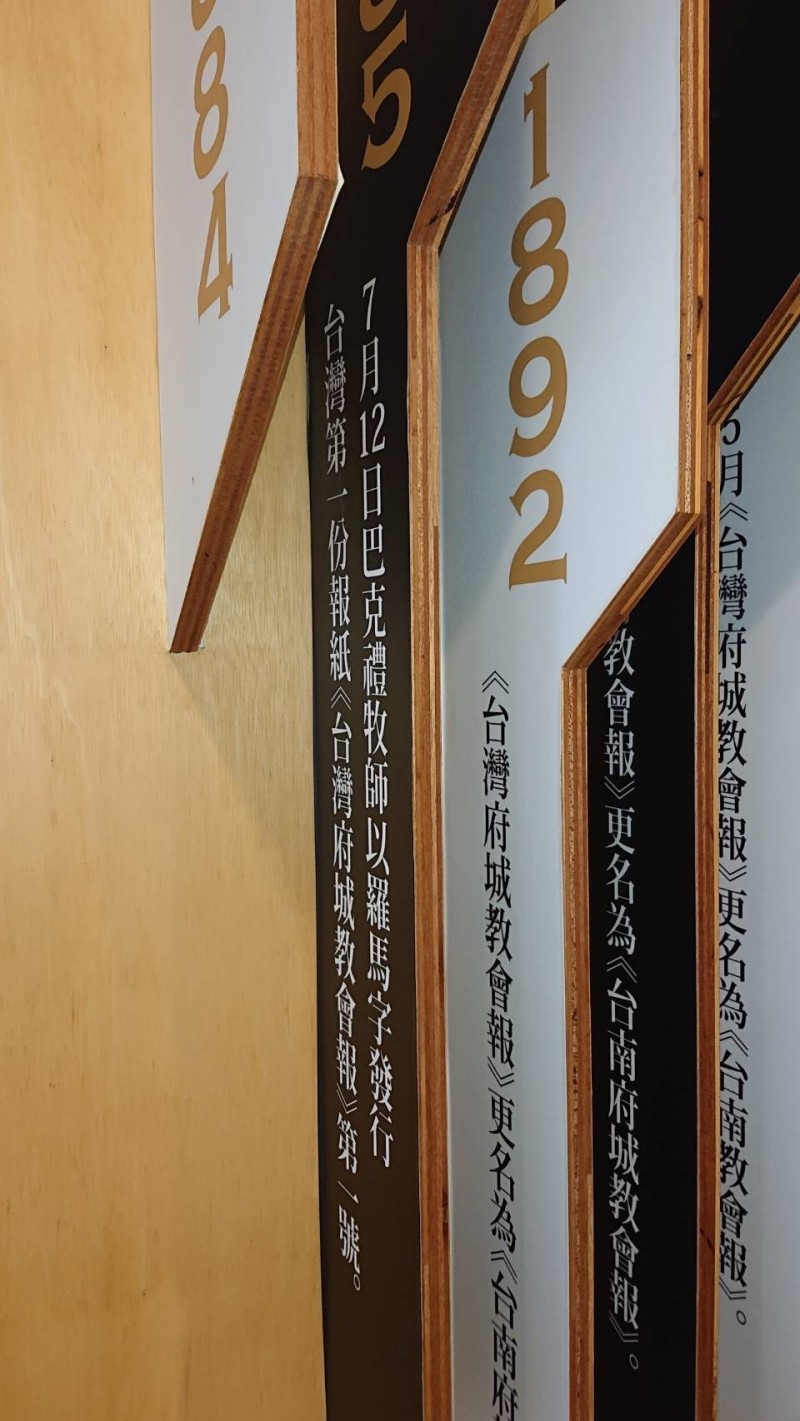 84
5
7月12日巴克禮牧師以羅馬字發行
台灣第一份報紙《台灣府城教會報》第一號。
1892
《台灣府城教會報》更名為《台南府
教會報》更名為《台南府城教會報》。
5月《台灣府城教會報》更名為《台南教會報》。